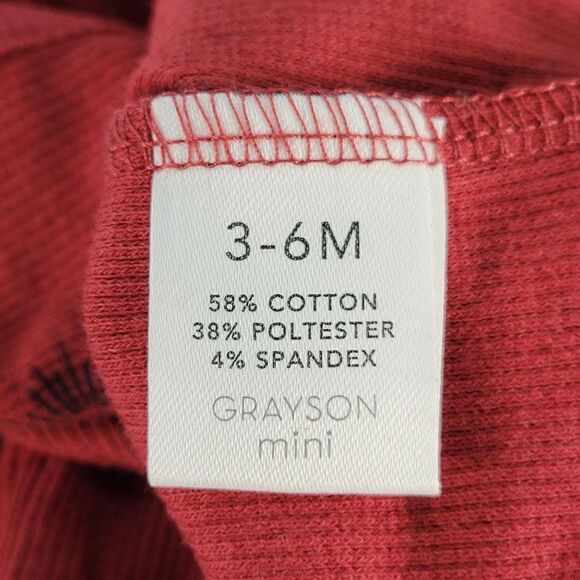 3-6M
58% COTTON
38% POLTESTER
4% SPANDEX
GRAYSON
mini